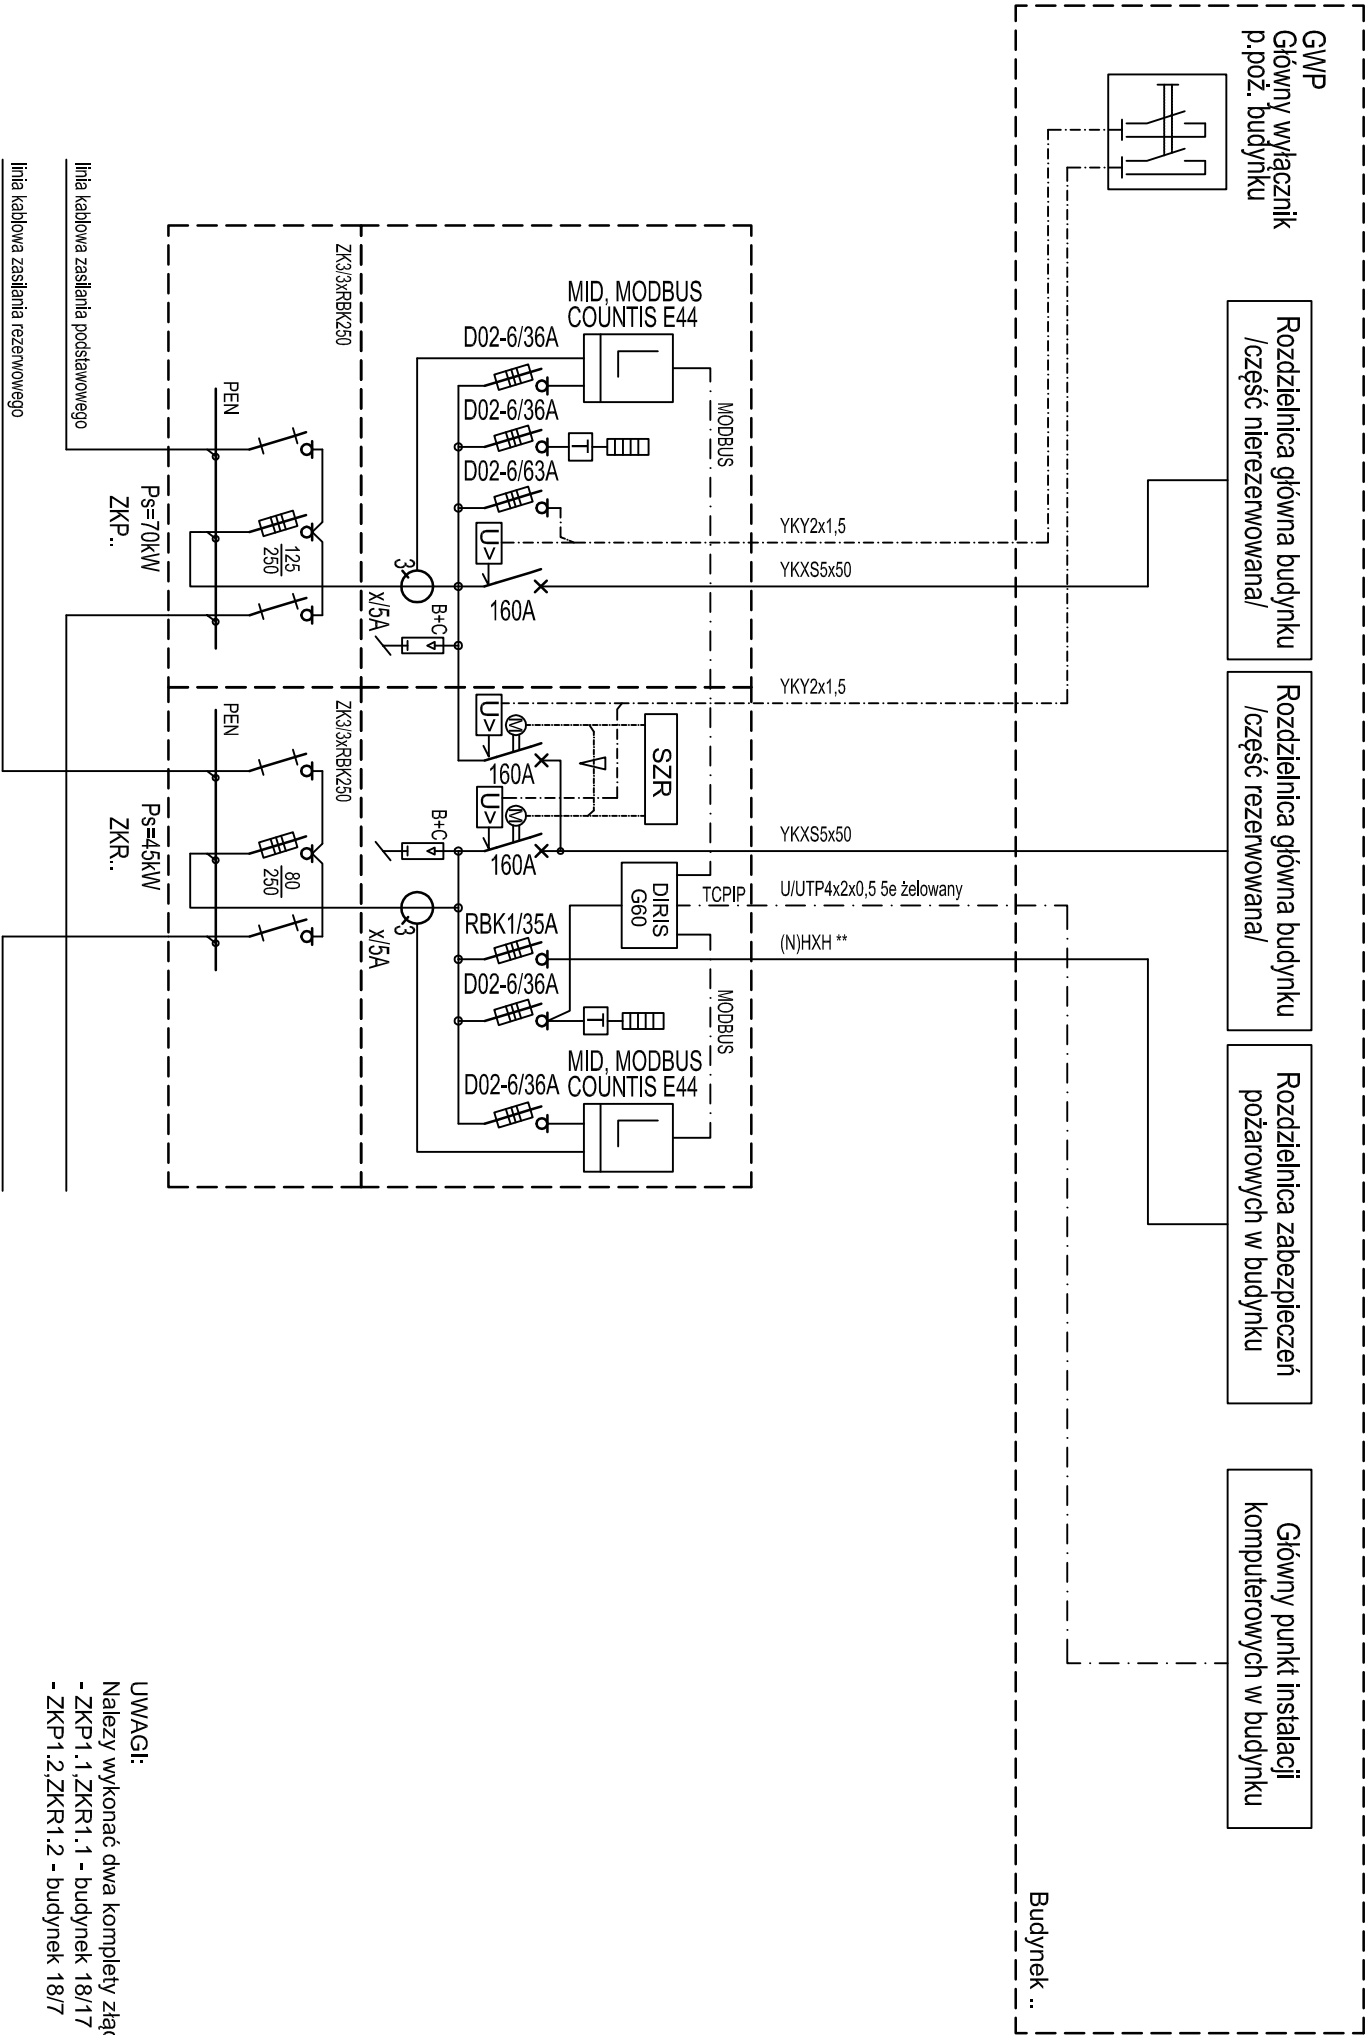 GWP
Główny wyłącznik
p.poż. budynku
Rozdzielnica główna budynku
/część nierezerwowana/
Rozdzielnica główna budynku
/część rezerwowana/
Rozdzielnica zabezpieczeń
pożarowych w budynku
Główny punkt instalacji
komputerowych w budynku
Budynek ..
YKY2x1,5
YKXS5x50
YKY2x1,5
YKXS5x50
U/UTP4x2x0,5 5e żelowany
(N)HXH **
MID, MODBUS
COUNTIS E44
MODBUS
D02-6/36A
D02-6/36A
D02-6/63A
T
U>
160A
3
x/5A
B+C
SZR
U>
M
160A
U>
M
160A
B+C
3
x/5A
DIRIS
G60
TCPIP
MODBUS
RBK1/35A
D02-6/36A
T
D02-6/36A
MID, MODBUS
COUNTIS E44
ZK3/3xRBK250
PEN
125
250
Ps=70kW
ZKP..
ZK3/3xRBK250
PEN
80
250
Ps=45kW
ZKR..
linia kablowa zasilania podstawowego
linia kablowa zasilania rezerwowego
UWAGI:
Nalezy wykonać dwa komplety
- ZKP1.1,ZKR1.1 - budynek 18/17
- ZKP1.2,ZKR1.2 - budynek 18/7